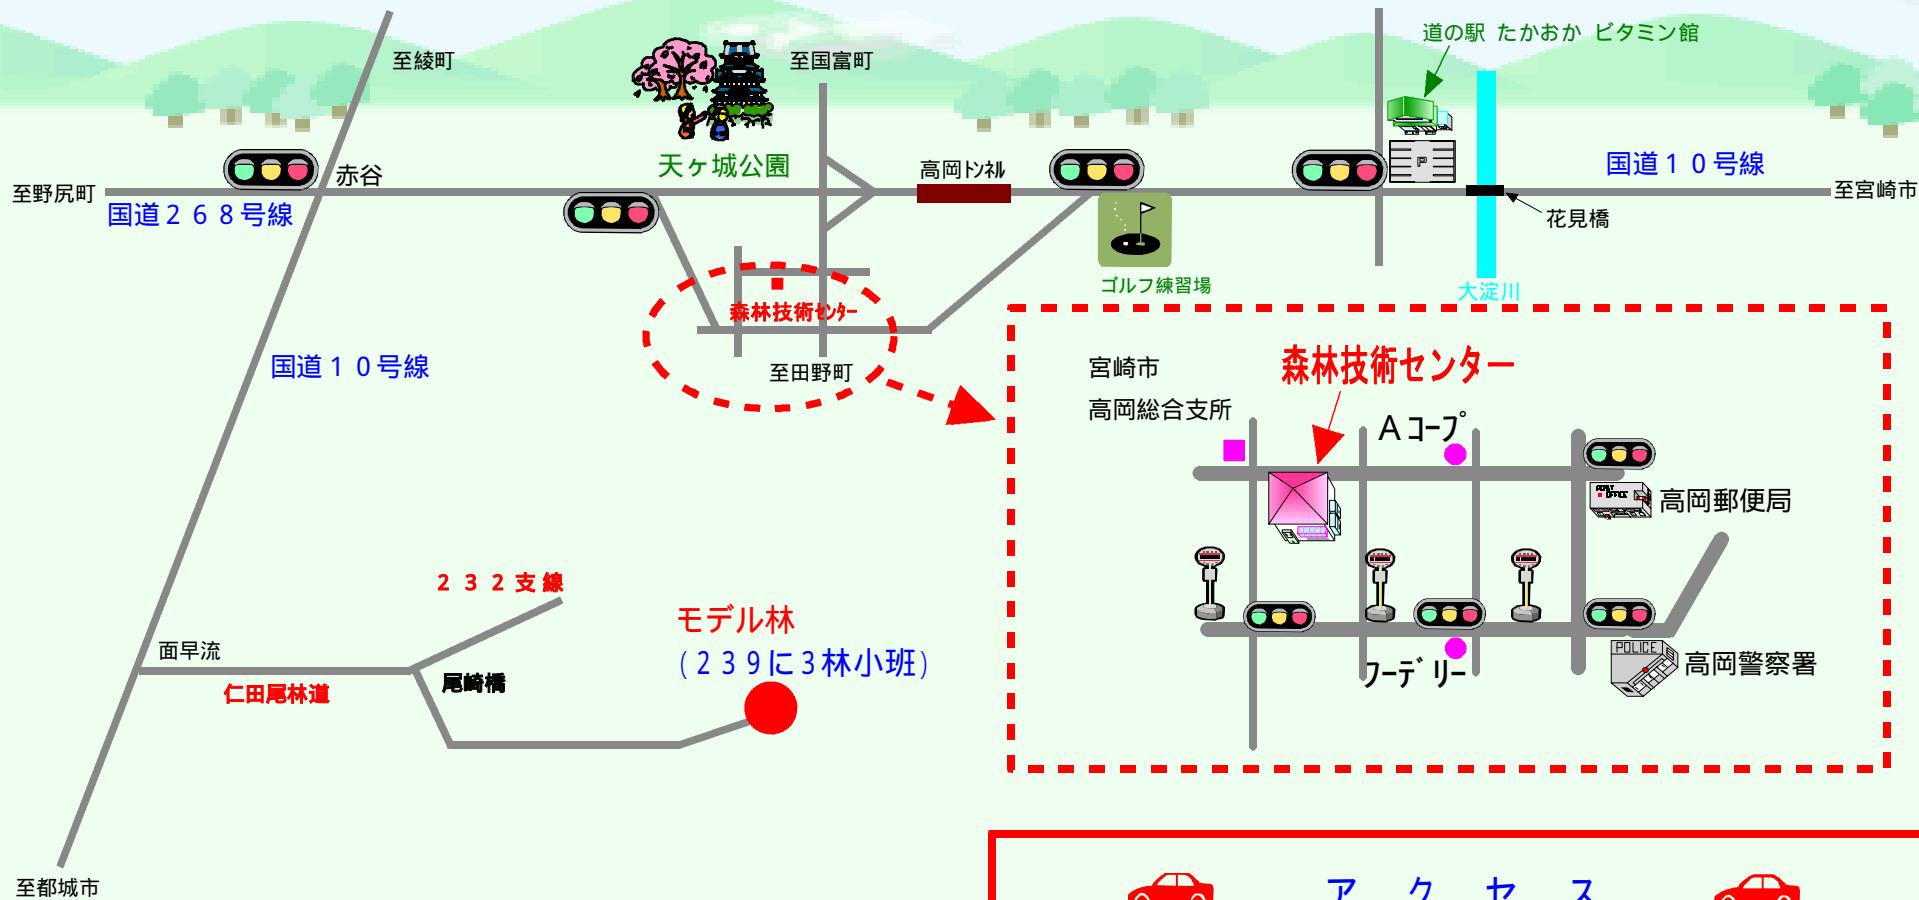 道の駅 たかおか ビタミン館
至綾町
至国富町
天ヶ城公園
赤谷
高岡トンネル
国道10号線
至野尻町
至宮崎市
国道268号線
花見橋
ゴルフ練習場
大淀川
森林技術センター
国道10号線
至田野町
宮崎市
高岡総合支所
森林技術センター
Aコープ
P
POST OFFICE
高岡郵便局
232支線
モデル林
(239に3林小班)
面早流
仁田尾林道
尾崎橋
フーデリー
POLICE
高岡警察署
至都城市
アクセス